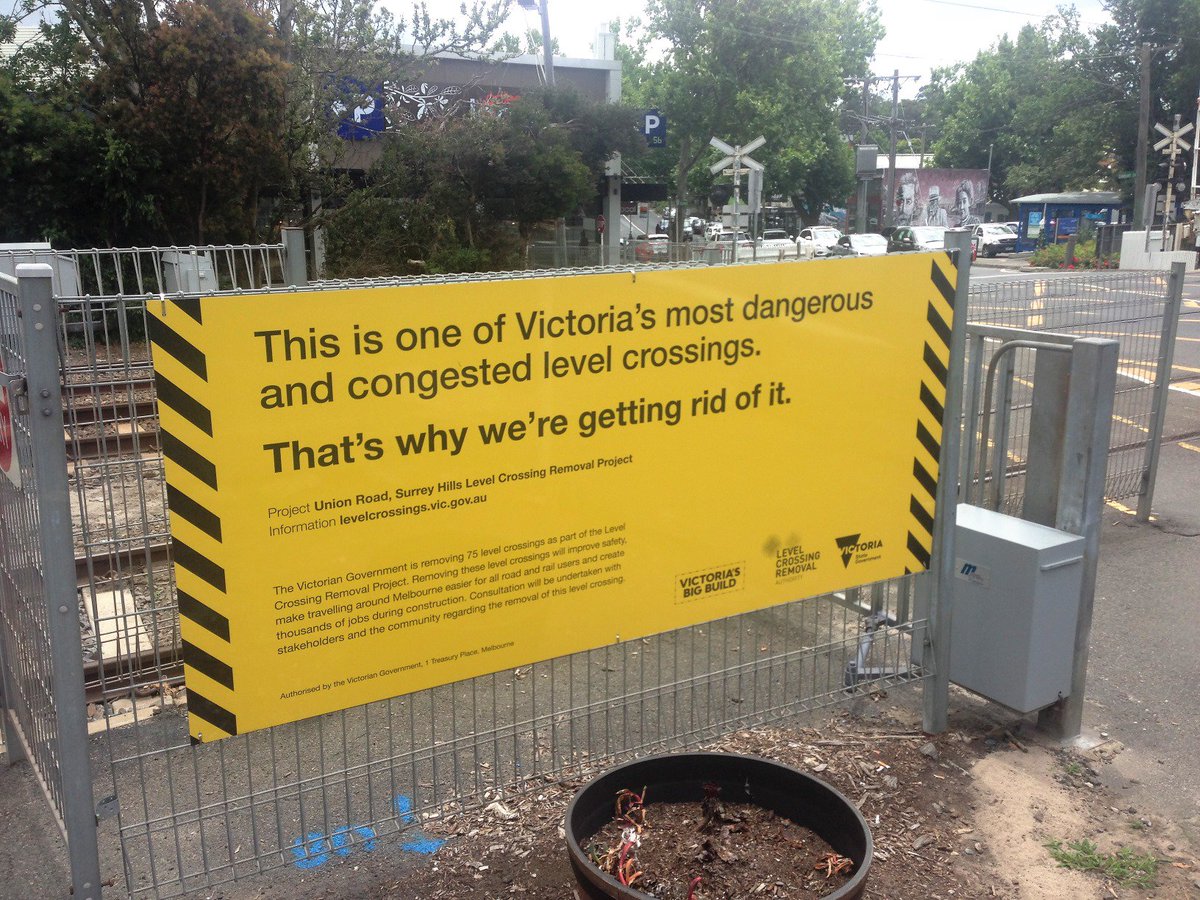 P
P
56
This is one of Victoria's most dangerous
and congested level crossings.
That's why we're getting rid of it.
Project Union Road, Surrey Hills Level Crossing Removal Project
Information levelcrossings.vic.gov.au
The Victorian Government is removing 75 level crossings as part of the Level
Crossing Removal Project. Removing these level crossings will improve safety,
make travelling around Melbourne easier for all road and rail users and create
thousands of jobs during construction. Consultation will be undertaken with
stakeholders and the community regarding the removal of this level crossing.
Authorised by the Victorian Government, 1 Treasury Place, Melbourne
VICTORIA'S
BIG BUILD
LEVEL
CROSSING
REMOVAL
AUTHORITY
VICTORIA
State
Government